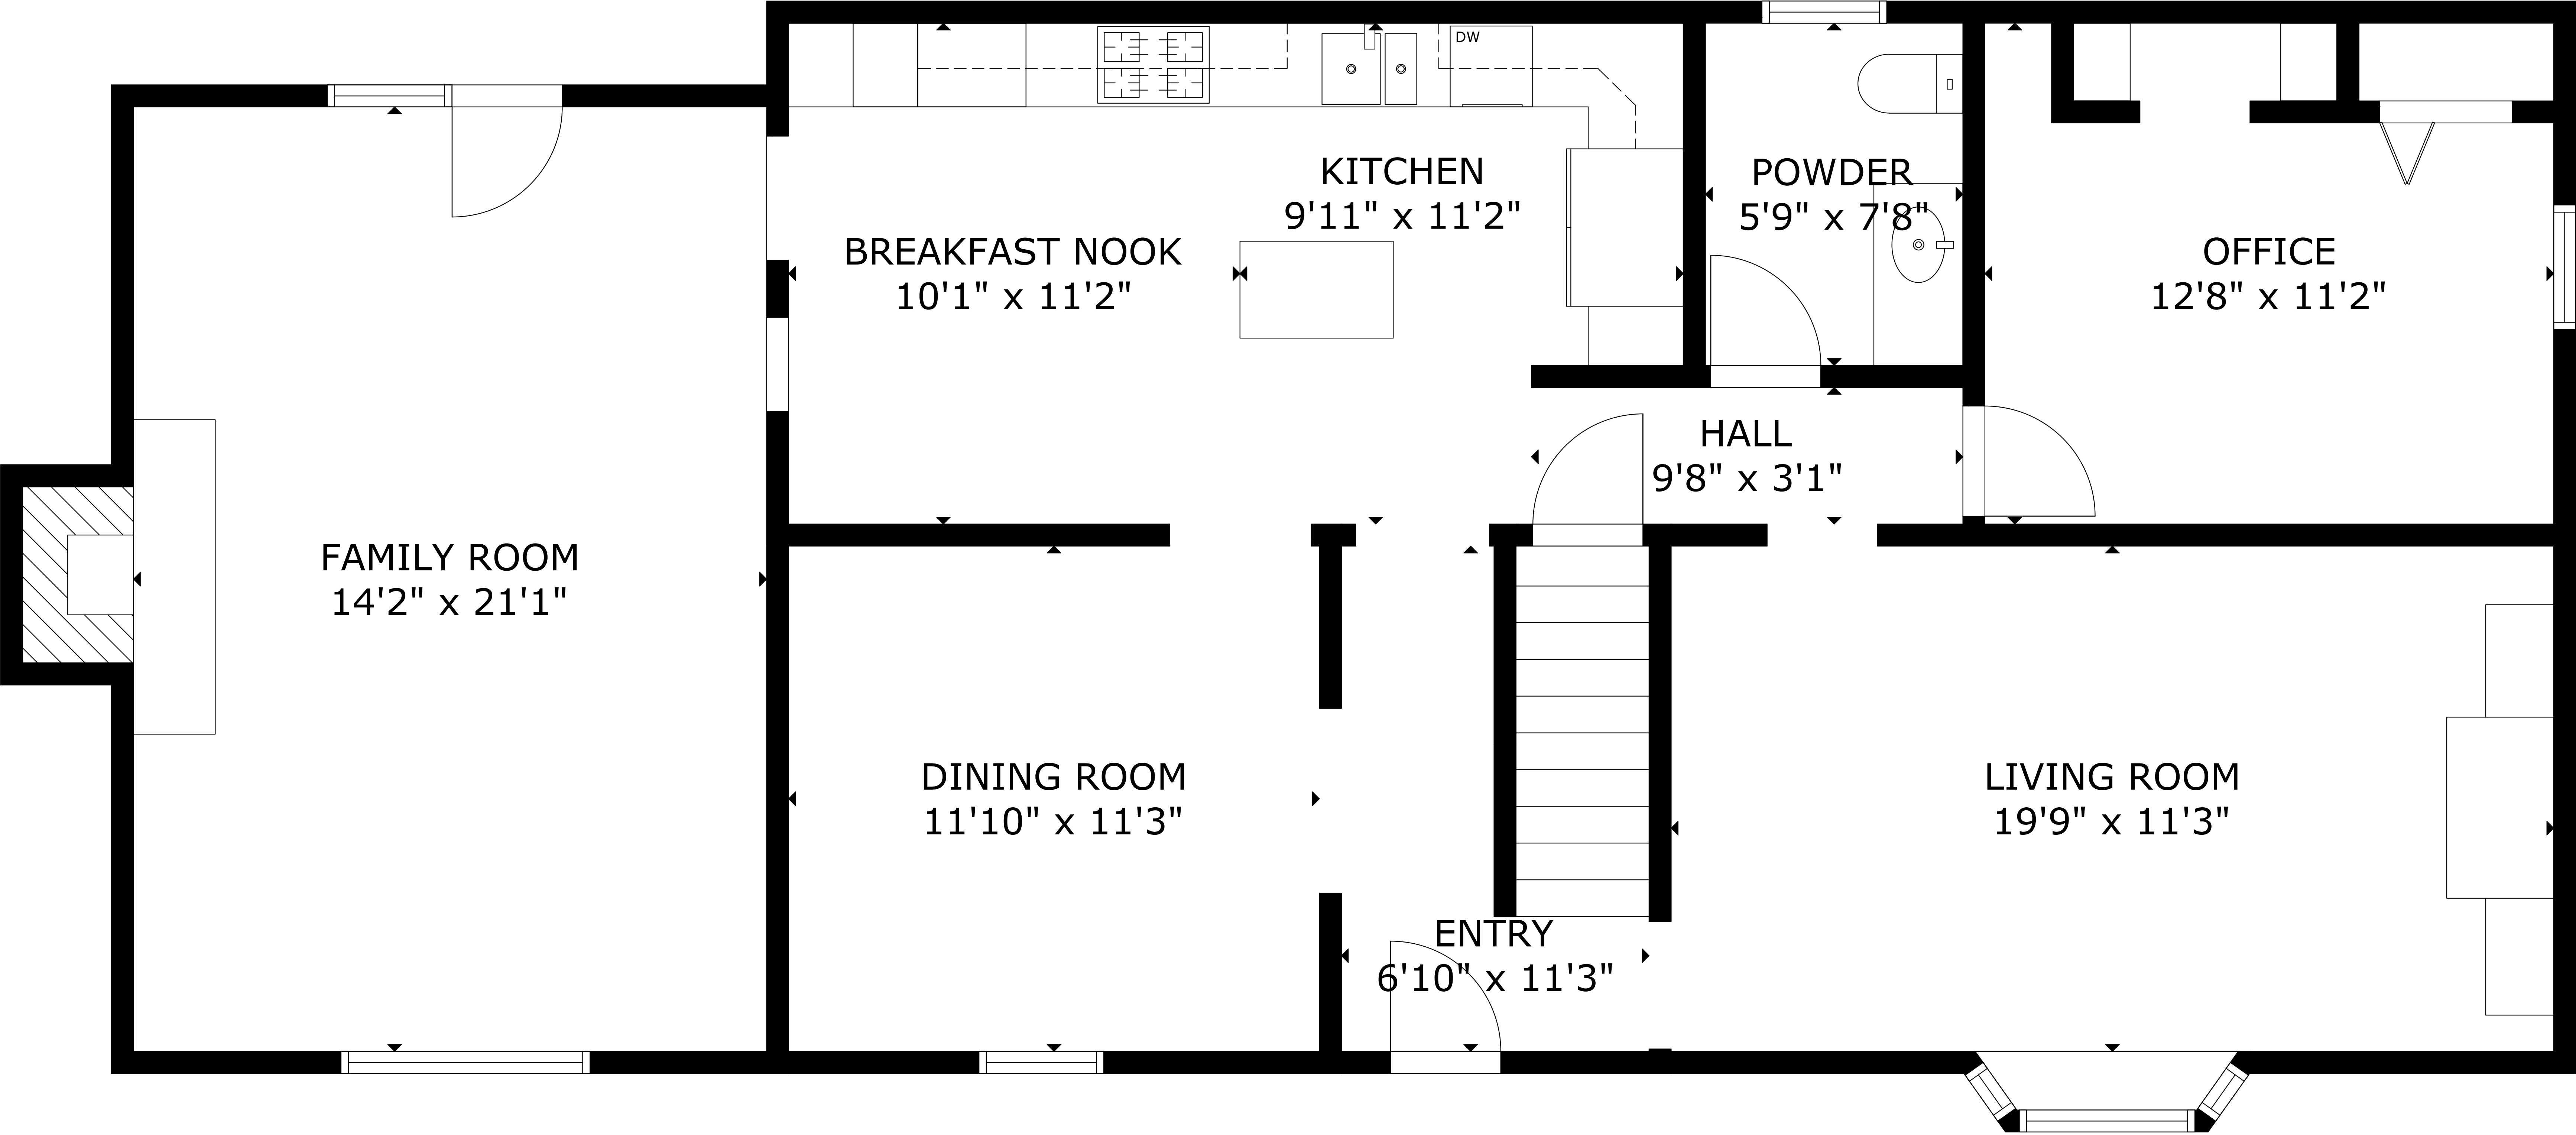 DW
KITCHEN
9'11" x 11'2"
POWDER
5'9" x 7'8"
BREAKFAST NOOK
10'1" x 11'2"
OFFICE
12'8" x 11'2"
HALL
9'8" x 3'1"
FAMILY ROOM
14'2" x 21'1"
DINING ROOM
11'10" x 11'3"
LIVING ROOM
19'9" x 11'3"
ENTRY
6'10" x 11'3"